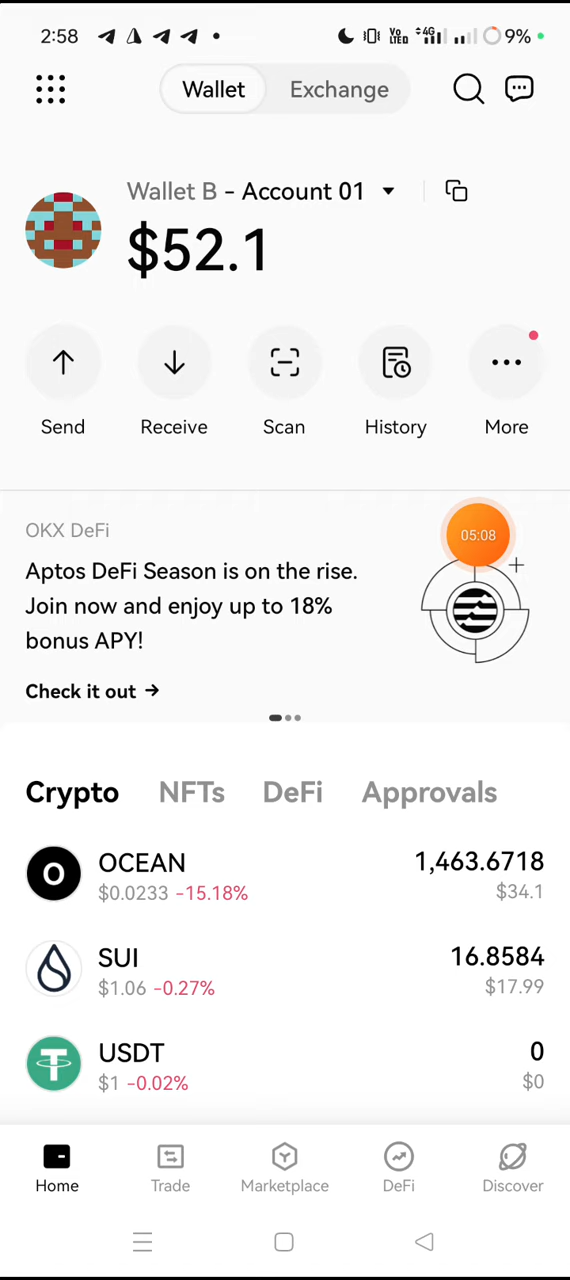 2:58
Vo LTED
4G
9%
Wallet
Exchange
Wallet B - Account 01
$52.1
Send
Receive
Scan
History
More
OKX DeFi
05:08
Aptos DeFi Season is on the rise.
Join now and enjoy up to 18%
bonus APY!
Check it out →
Crypto
NFTs
DeFi
Approvals
O
OCEAN
1,463.6718
$0.0233 -15.18%
$34.1
SUI
16.8584
$1.06 -0.27%
$17.99
USDT
0
$1 -0.02%
$0
Home
Trade
Marketplace
DeFi
Discover